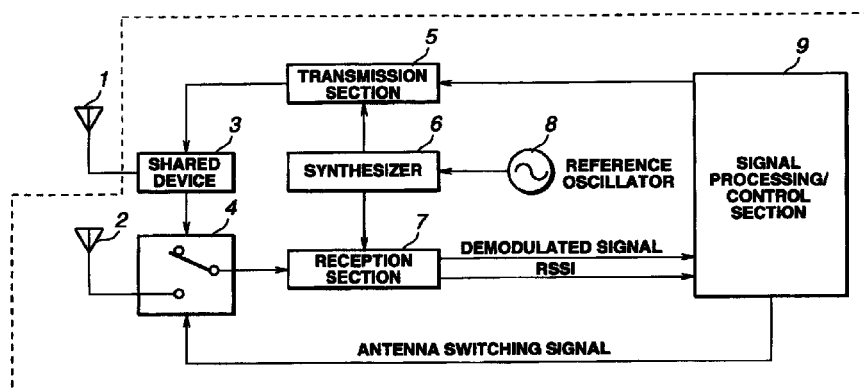 5
TRANSMISSION
SECTION
9
1
3
SHARED
DEVICE
6
SYNTHESIZER
8
REFERENCE
OSCILLATOR
SIGNAL
PROCESSING/
CONTROL
SECTION
2
4
7
RECEPTION
SECTION
DEMODULATED SIGNAL
RSSI
ANTENNA SWITCHING SIGNAL